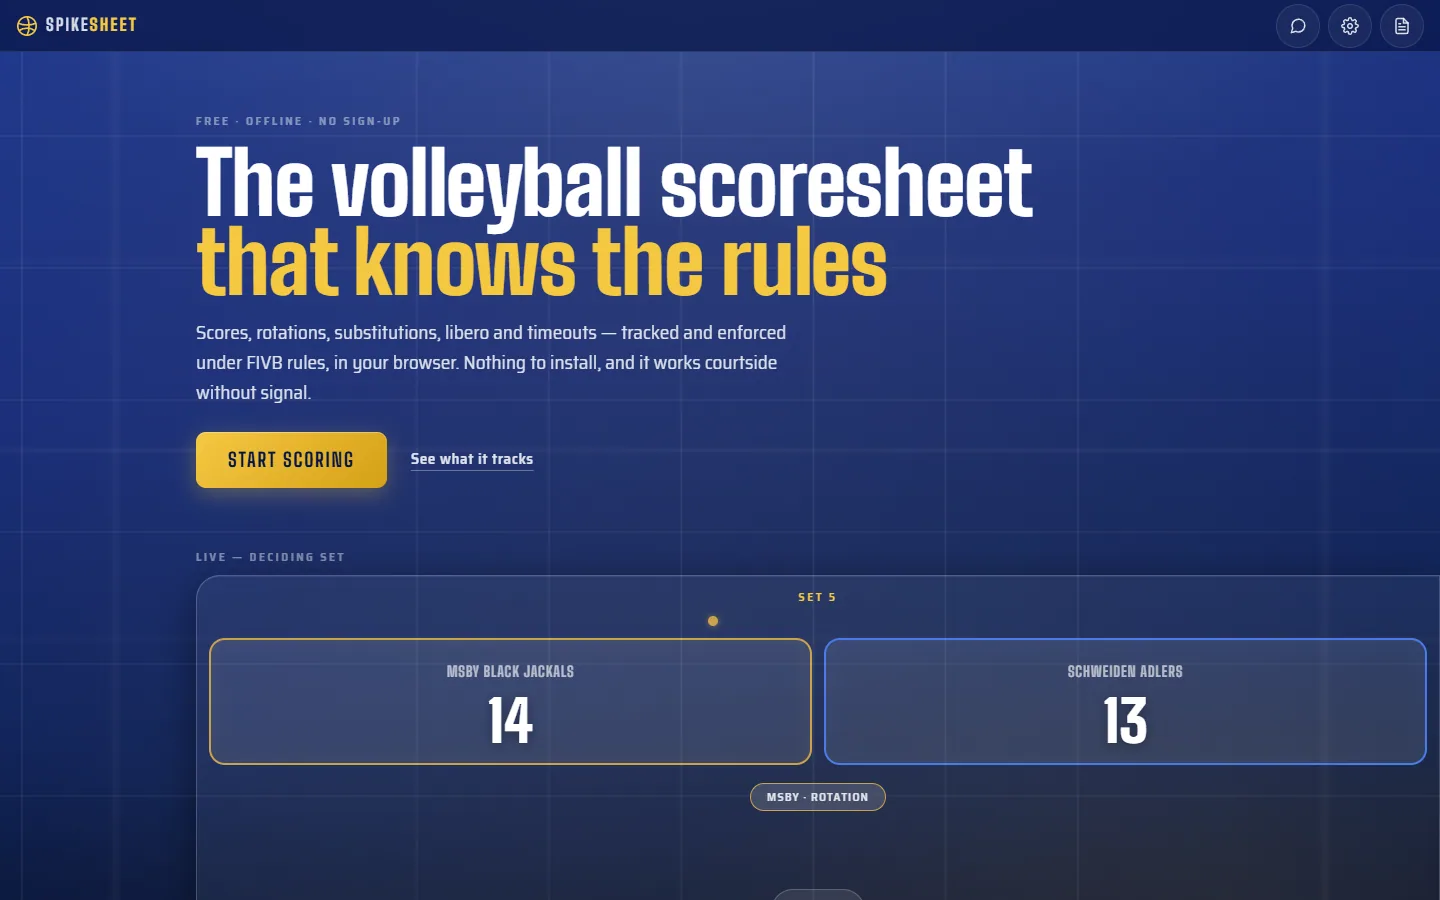 SPIKESHEET
FREE · OFFLINE · NO SIGN-UP
The volleyball scoresheet
that knows the rules
Scores, rotations, substitutions, libero and timeouts — tracked and enforced
under FIVB rules, in your browser. Nothing to install, and it works courtside
without signal.
START SCORING
See what it tracks
LIVE — DECIDING SET
SET 5
MSBY BLACK JACKALS
14
SCHWEIDEN ADLERS
13
MSBY · ROTATION